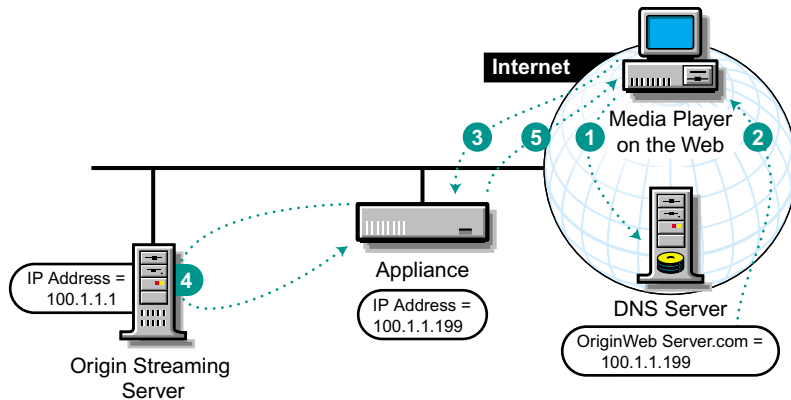 Internet
Media Player
on the Web
3
5
1
2
4
IP Address =
100.1.1.1
Appliance
IP Address =
100.1.1.199
DNS Server
OriginWeb Server.com =
100.1.1.199
Origin Streaming
Server